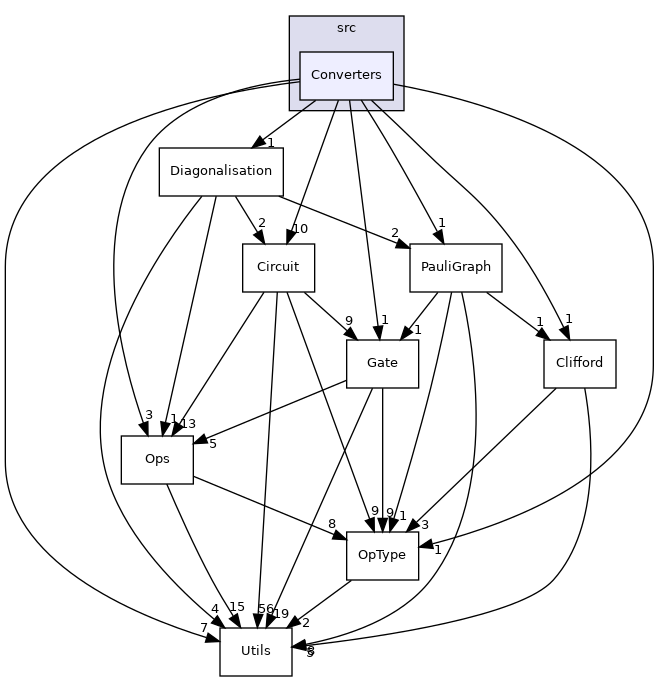 src
Converters
1
Diagonalisation
2
10
2
1
Circuit
PauliGraph
9
1
1
1
1
Gate
Clifford
3
1
13
5
Ops
8
9
9
1
3
1
OpType
4
15
56
19
2
7
Utils